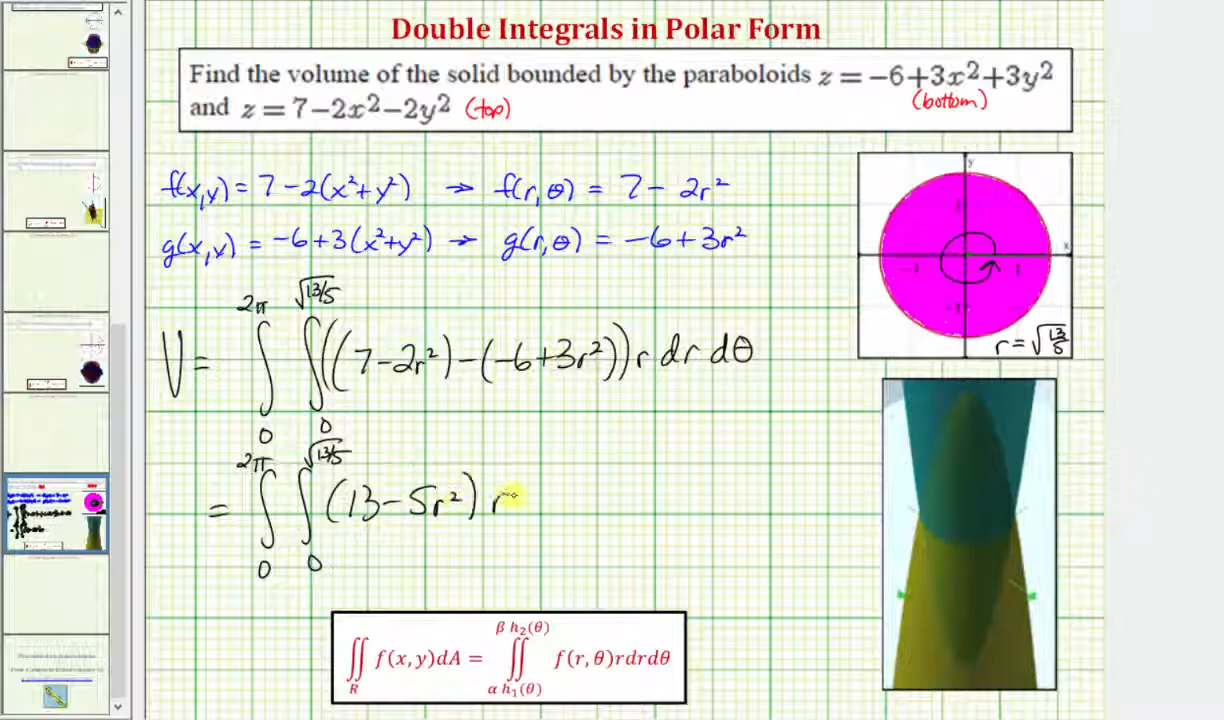 Double Integrals in Polar Form
Find the volume of the solid bounded by the paraboloids z = −6+3x²+3y²
and z = 7−2x²−2y² (top)
(bottom)
f(x,y) = 7 − 2(x²+y²) → f(r,θ) = 7 − 2r²
g(x,y) = −6+3(x²+y²) → g(r,θ) = −6+3r²
V = ∫₀^2π ∫₀^√13/5 ((7−2r²)−(−6+3r²)) r dr dθ
= ∫₀^2π ∫₀^√13/5 (13−5r²) r
y
x
r = √13/5
∬_R f(x,y)dA = ∫_α^β ∫_h₁(θ)^h₂(θ) f(r,θ)rdrdθ